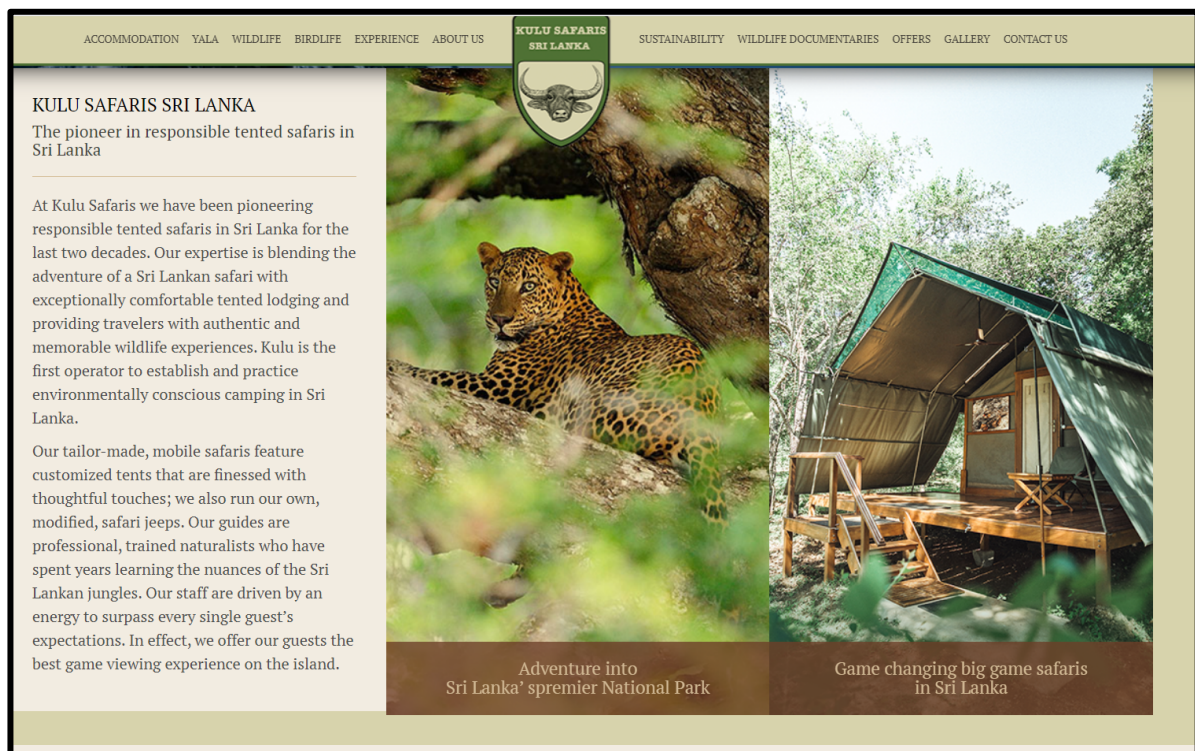 ACCOMMODATION YALA WILDLIFE BIRDLIFE EXPERIENCE ABOUT US
KULU SAFARIS
SRI LANKA
SUSTAINABILITY WILDLIFE DOCUMENTARIES OFFERS GALLERY CONTACT US
KULU SAFARIS SRI LANKA
The pioneer in responsible tented safaris in
Sri Lanka
At Kulu Safaris we have been pioneering
responsible tented safaris in Sri Lanka for the
last two decades. Our expertise is blending the
adventure of a Sri Lankan safari with
exceptionally comfortable tented lodging and
providing travelers with authentic and
memorable wildlife experiences. Kulu is the
first operator to establish and practice
environmentally conscious camping in Sri
Lanka.
Our tailor-made, mobile safaris feature
customized tents that are finessed with
thoughtful touches; we also run our own,
modified, safari jeeps. Our guides are
professional, trained naturalists who have
spent years learning the nuances of the Sri
Lankan jungles. Our staff are driven by an
energy to surpass every single guest’s
expectations. In effect, we offer our guests the
best game viewing experience on the island.
Adventure into
Sri Lanka’ spremier National Park
Game changing big game safaris
in Sri Lanka